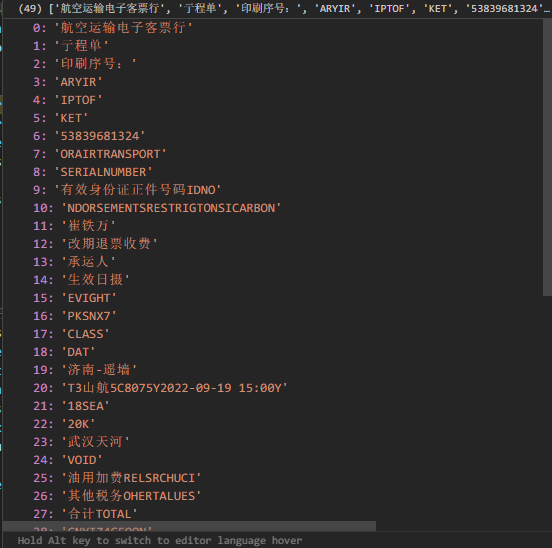 (49) ['航空运输电子客票行', '亍程单', '印刷序号：', 'ARYIR', 'IPTOF', 'KET', '53839681324'…
0: '航空运输电子客票行'
1: '亍程单'
2: '印刷序号：'
3: 'ARYIR'
4: 'IPTOF'
5: 'KET'
6: '53839681324'
7: 'ORAIRTRANSPORT'
8: 'SERIALNUMBER'
9: '有效身份证正件号码IDNO'
10: 'NDORSEMENTSRESTRIGTONSICARBON'
11: '崔铁万'
12: '改期退票收费'
13: '承运人'
14: '生效日摄'
15: 'EVIGHT'
16: 'PKSNX7'
17: 'CLASS'
18: 'DAT'
19: '济南-遥墙'
20: 'T3山航5C8075Y2022-09-19 15:00Y'
21: '18SEA'
22: '20K'
23: '武汉天河'
24: 'VOID'
25: '油用加费RELSRCHUCI'
26: '其他税务OHERTALUES'
27: '合计TOTAL'
Hold Alt key to switch to editor language hover